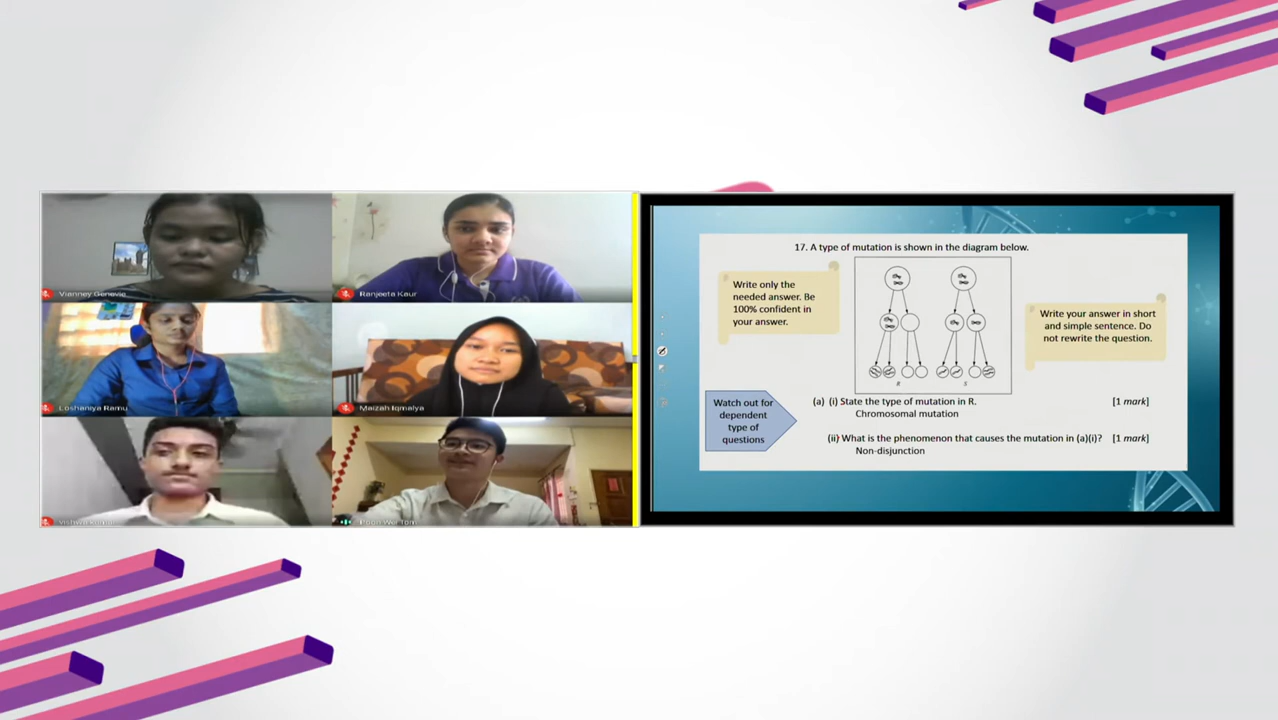 Vianney Genevie
Ranjeeta Kaur
Loshaniya Ramu
Maizah Iqmalya
17. A type of mutation is shown in the diagram below.
Write only the
needed answer. Be
100% confident in
your answer.
Write your answer in short
and simple sentence. Do
not rewrite the question.
R
S
Watch out for
dependent
type of
questions
(a) (i) State the type of mutation in R. [1 mark]
Chromosomal mutation
(ii) What is the phenomenon that causes the mutation in (a)(i)? [1 mark]
Non-disjunction